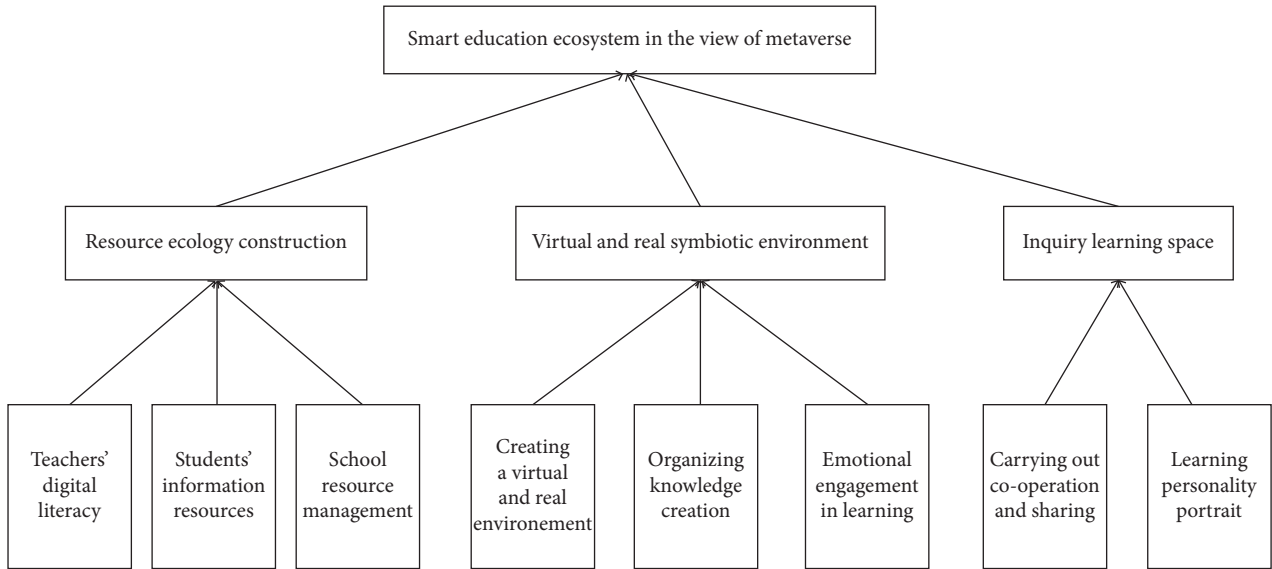 Smart education ecosystem in the view of metaverse
Resource ecology construction
Virtual and real symbiotic environment
Inquiry learning space
Teachers’
digital
literacy
Students’
information
resources
School
resource
management
Creating
a virtual
and real
environement
Organizing
knowledge
creation
Emotional
engagement
in learning
Carrying out
co-operation
and sharing
Learning
personality
portrait